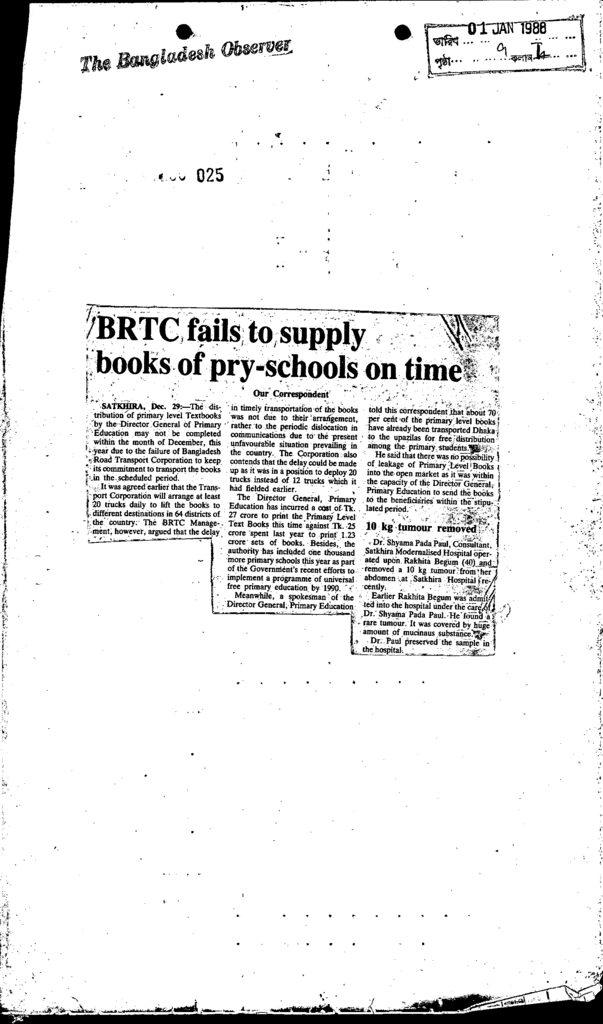 The Bangladesh Observer
01 JAN 1988
তারিখ
পৃষ্ঠা
কলাম
025
BRTC fails to supply
books of pry-schools on time
Our Correspondent
SATKHIRA, Dec. 29:—The dis-
tribution of primary level Textbooks
by the Director General of Primary
Education may not be completed
within the month of December, this
year due to the failure of Bangladesh
Road Transport Corporation to keep
its commitment to transport the books
in the scheduled period.
It was agreed earlier that the Trans-
port Corporation will arrange at least
20 trucks daily to lift the books to
different destinations in 64 districts of
the country. The BRTC Manage-
ment, however, argued that the delay
in timely transportation of the books
was not due to their arrangement,
rather to the periodic dislocation in
communications due to the present
unfavourable situation prevailing in
the country. The Corporation also
contends that the delay could be made
up as it was in a position to deploy 20
trucks instead of 12 trucks which it
had fielded earlier.
The Director General, Primary
Education has incurred a cost of Tk.
27 crore to print the Primary Level
Text Books this time against Tk. 25
crore spent last year to print 1.23
crore sets of books. Besides, the
authority has included one thousand
more primary schools this year as part
of the Government's recent efforts to
implement a programme of universal
free primary education by 1990.
Meanwhile, a spokesman of the
Director General, Primary Education
told this correspondent that about 70
per cent of the primary level books
have already been transported Dhaka
to the upazilas for free distribution
among the primary students.
He said that there was no possibility
of leakage of Primary Level Books
into the open market as it was within
the capacity of the Director General,
Primary Education to send the books
to the beneficiaries within the stipu-
lated period.
10 kg tumour removed
Dr. Shyama Pada Paul, Consultant,
Satkhira Modernalised Hospital oper-
ated upon Rakhita Begum (40) and
removed a 10 kg tumour from her
abdomen at Satkhira Hospital re-
cently.
Earlier Rakhita Begum was admit-
ted into the hospital under the care of
Dr. Shyama Pada Paul. He found a
rare tumour. It was covered by huge
amount of mucinaus substance.
Dr. Paul preserved the sample in
the hospital.